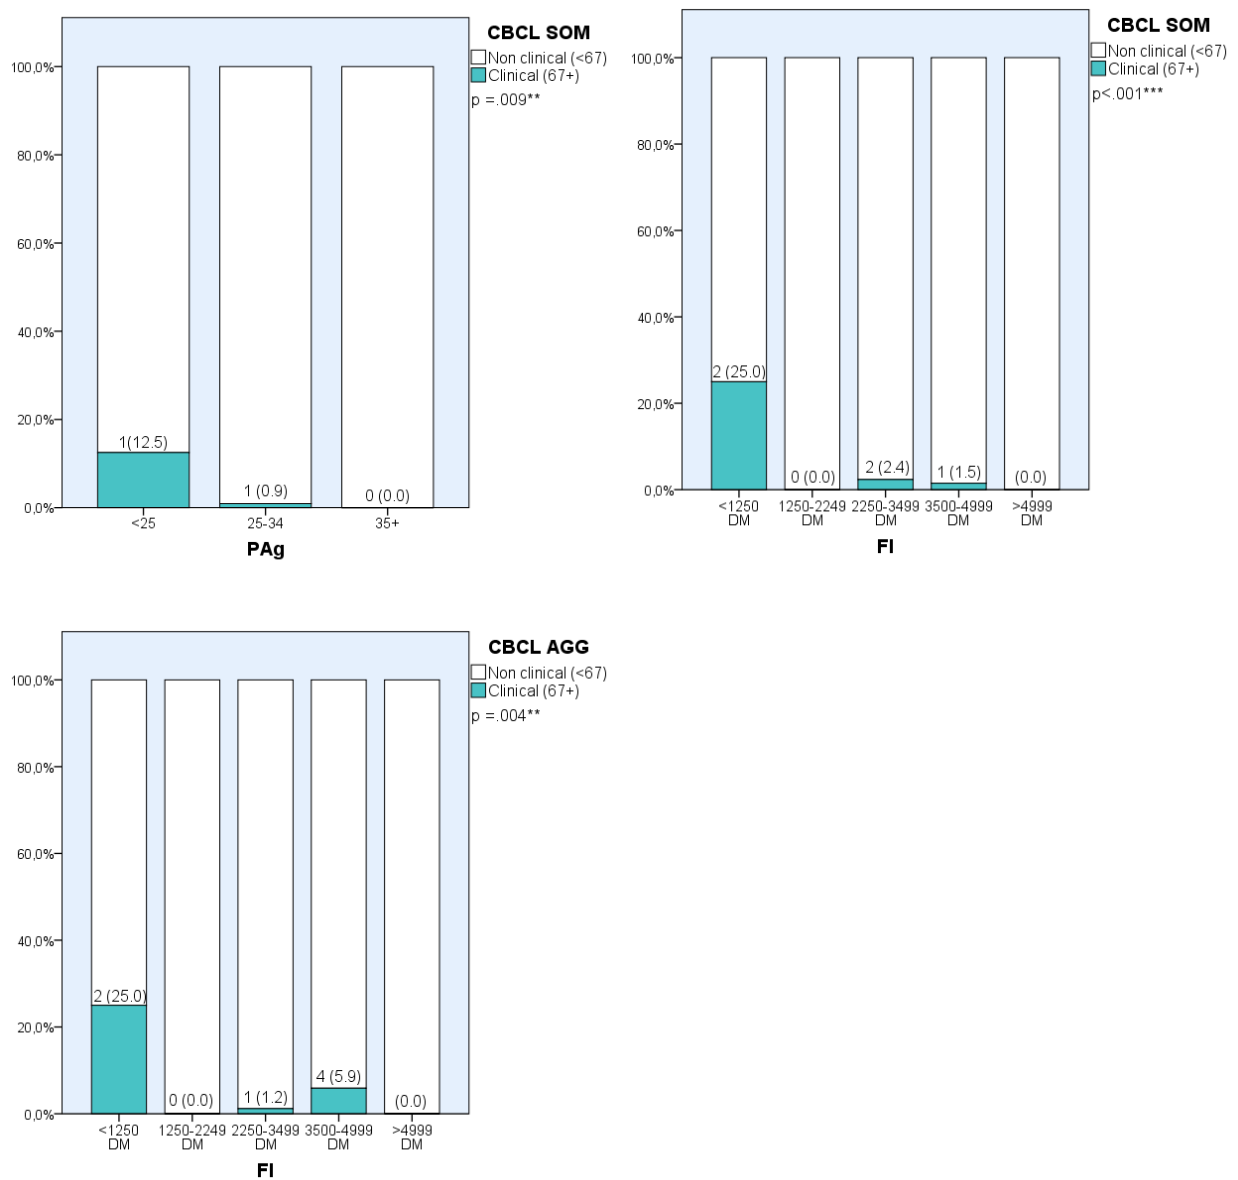 CBCL SOM
Non clinical (<67)
Clinical (67+)
p =.009**
100,0%
80,0%
60,0%
40,0%
20,0%
0,0%
1(12.5)
1 (0.9)
0 (0.0)
<25
25-34
35+
PAg
CBCL SOM
Non clinical (<67)
Clinical (67+)
p<.001***
100,0%
80,0%
60,0%
40,0%
20,0%
0,0%
2 (25.0)
0 (0.0)
2 (2.4)
1 (1.5)
(0.0)
<1250 DM
1250-2249 DM
2250-3499 DM
3500-4999 DM
>4999 DM
FI
CBCL AGG
Non clinical (<67)
Clinical (67+)
p =.004**
100,0%
80,0%
60,0%
40,0%
20,0%
0,0%
2 (25.0)
0 (0.0)
1 (1.2)
4 (5.9)
(0.0)
<1250 DM
1250-2249 DM
2250-3499 DM
3500-4999 DM
>4999 DM
FI